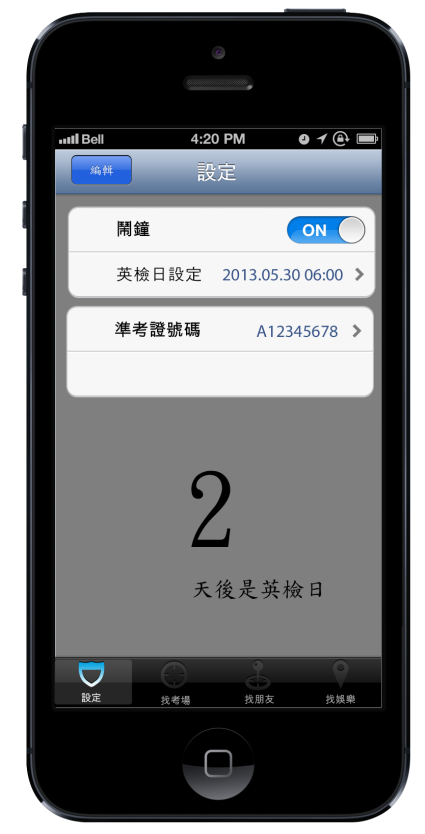 Bell 4:20 PM
編輯 設定
鬧鐘 ON
英檢日設定 2013.05.30 06:00
準考證號碼 A12345678
2
天後是英檢日
設定 找考場 找朋友 找娛樂